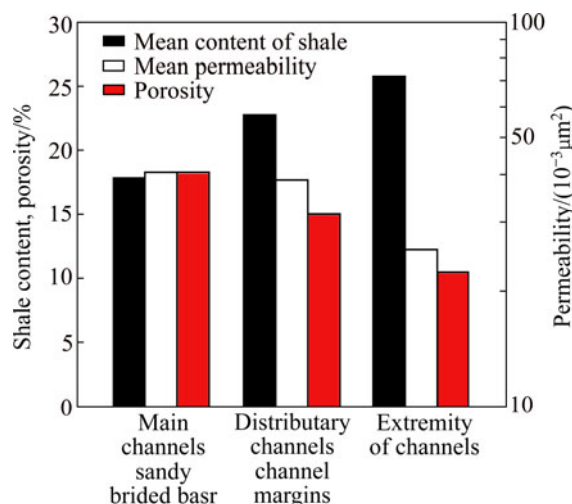 30
25
20
15
10
5
0
Shale content, porosity/%
Mean content of shale
Mean permeability
Porosity
100
50
10
Permeability/(10⁻³μm²)
Main
channels
sandy
brided basr
Distributary
channels
channel
margins
Extremity
of channels